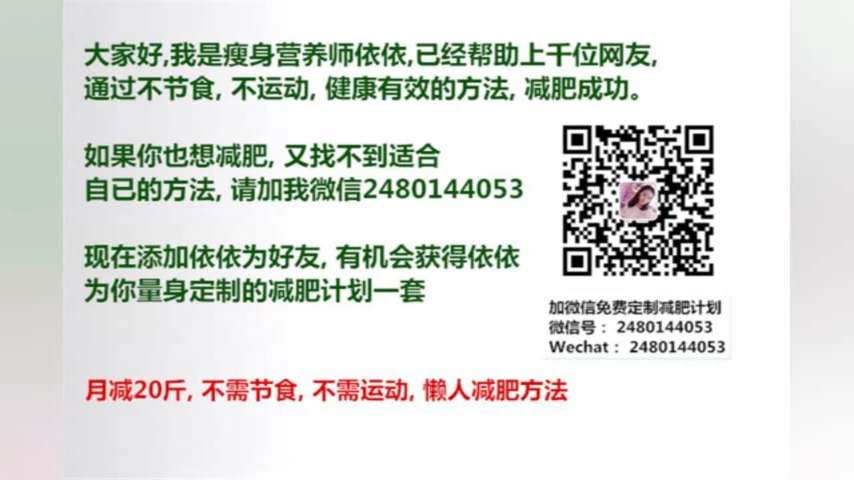 大家好,我是瘦身营养师依依,已经帮助上千位网友,
通过不节食, 不运动, 健康有效的方法, 减肥成功。
如果你也想减肥, 又找不到适合
自己的方法, 请加我微信2480144053
现在添加依依为好友, 有机会获得依依
为你量身定制的减肥计划一套
加微信免费定制减肥计划
微信号： 2480144053
Wechat： 2480144053
月减20斤, 不需节食, 不需运动, 懒人减肥方法